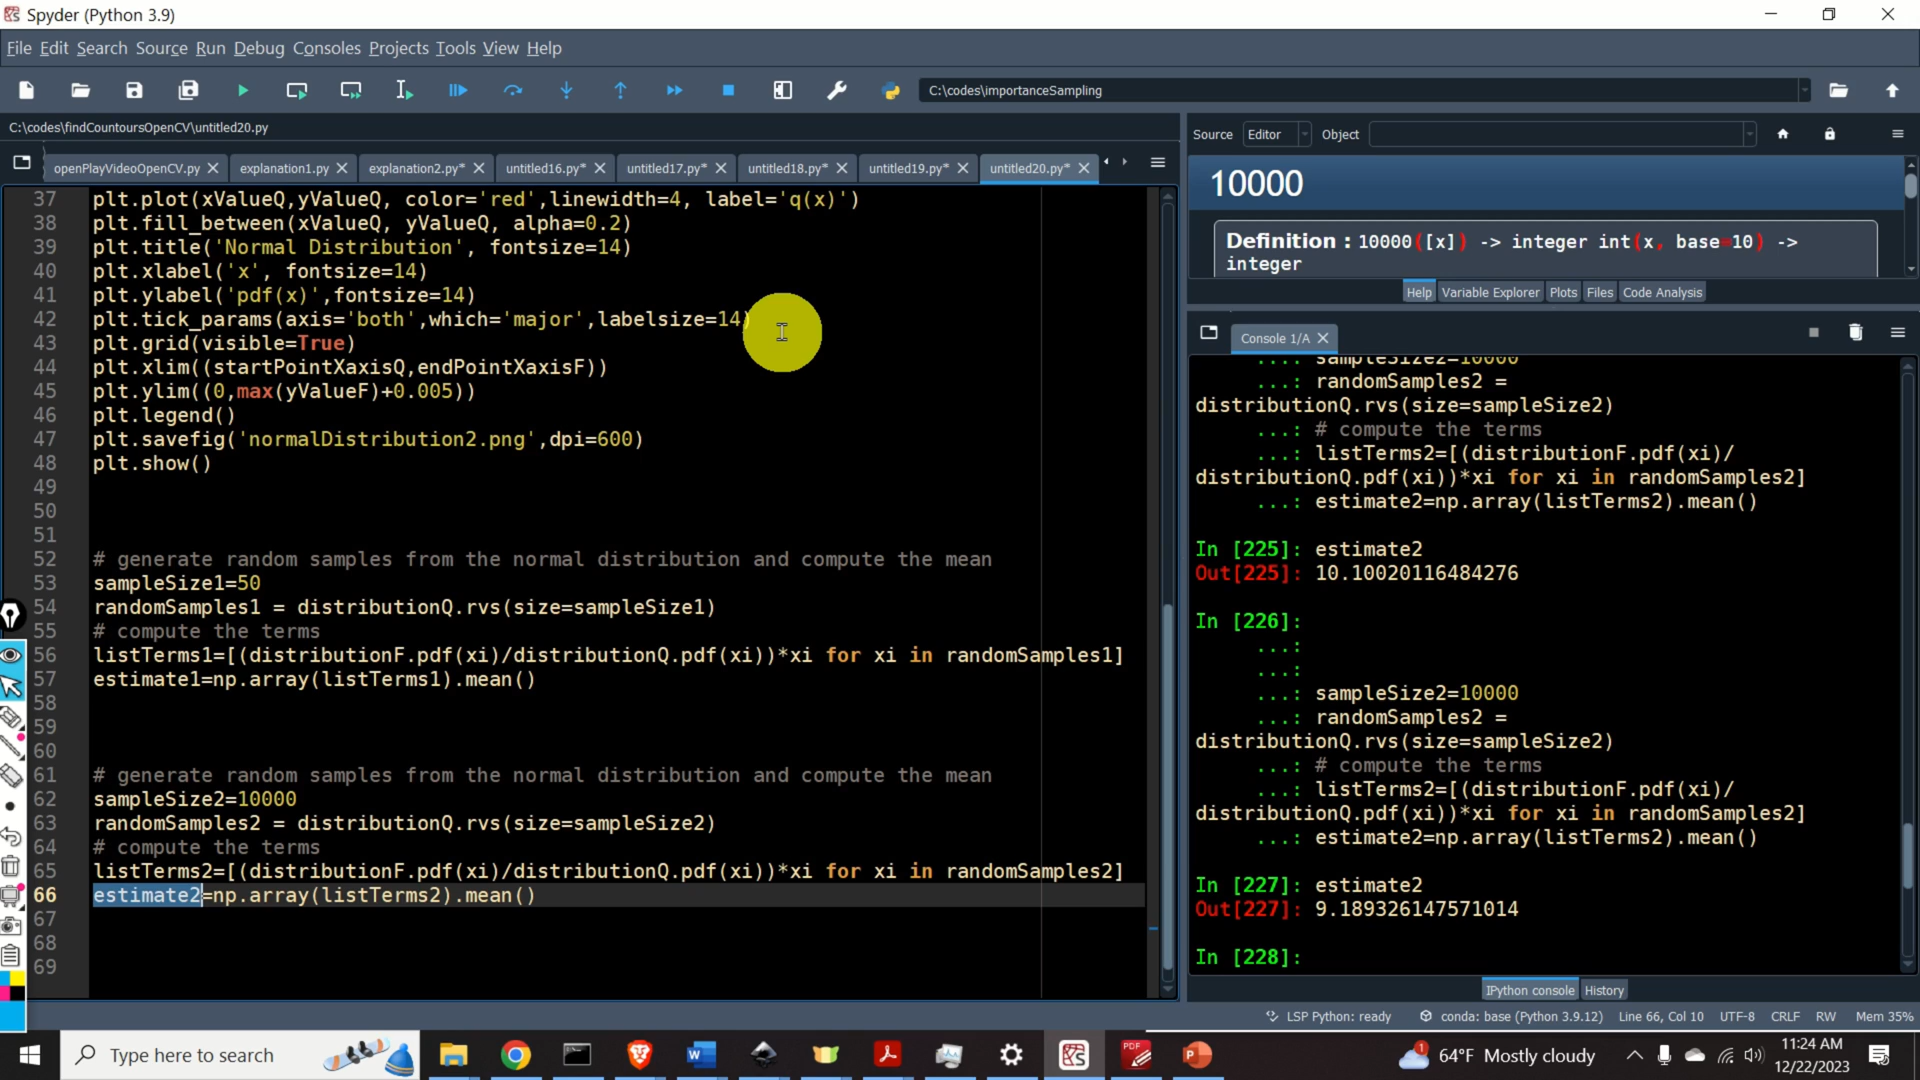 Spyder (Python 3.9)
File Edit Search Source Run Debug Consoles Projects Tools View Help
C:\codes\importanceSampling
C:\codes\findCountoursOpenCV\untitled20.py
openPlayVideoOpenCV.py explanation1.py explanation2.py* untitled16.py* untitled17.py* untitled18.py* untitled19.py* untitled20.py*
37 plt.plot(xValueQ,yValueQ, color='red',linewidth=4, label='q(x)')
38 plt.fill_between(xValueQ, yValueQ, alpha=0.2)
39 plt.title('Normal Distribution', fontsize=14)
40 plt.xlabel('x', fontsize=14)
41 plt.ylabel('pdf(x)',fontsize=14)
42 plt.tick_params(axis='both',which='major',labelsize=14)
43 plt.grid(visible=True)
44 plt.xlim((startPointXaxisQ,endPointXaxisF))
45 plt.ylim((0,max(yValueF)+0.005))
46 plt.legend()
47 plt.savefig('normalDistribution2.png',dpi=600)
48 plt.show()
49
50
51
52 # generate random samples from the normal distribution and compute the mean
53 sampleSize1=50
54 randomSamples1 = distributionQ.rvs(size=sampleSize1)
55 # compute the terms
56 listTerms1=[(distributionF.pdf(xi)/distributionQ.pdf(xi))*xi for xi in randomSamples1]
57 estimate1=np.array(listTerms1).mean()
58
59
60
61 # generate random samples from the normal distribution and compute the mean
62 sampleSize2=10000
63 randomSamples2 = distributionQ.rvs(size=sampleSize2)
64 # compute the terms
65 listTerms2=[(distributionF.pdf(xi)/distributionQ.pdf(xi))*xi for xi in randomSamples2]
66 estimate2=np.array(listTerms2).mean()
67
68
69
Source Editor Object
10000
Definition : 10000([x]) -> integer int(x, base=10) ->
integer
Help Variable Explorer Plots Files Code Analysis
Console 1/A
...: sampleSize2=10000
...: randomSamples2 =
distributionQ.rvs(size=sampleSize2)
...: # compute the terms
...: listTerms2=[(distributionF.pdf(xi)/
distributionQ.pdf(xi))*xi for xi in randomSamples2]
...: estimate2=np.array(listTerms2).mean()
In [225]: estimate2
Out[225]: 10.10020116484276
In [226]:
...:
...:
...: sampleSize2=10000
...: randomSamples2 =
distributionQ.rvs(size=sampleSize2)
...: # compute the terms
...: listTerms2=[(distributionF.pdf(xi)/
distributionQ.pdf(xi))*xi for xi in randomSamples2]
...: estimate2=np.array(listTerms2).mean()
In [227]: estimate2
Out[227]: 9.189326147571014
In [228]:
IPython console History
LSP Python: ready conda: base (Python 3.9.12) Line 66, Col 10 UTF-8 CRLF RW Mem 35%
Type here to search
PDF
1
64°F Mostly cloudy
11:24 AM
12/22/2023